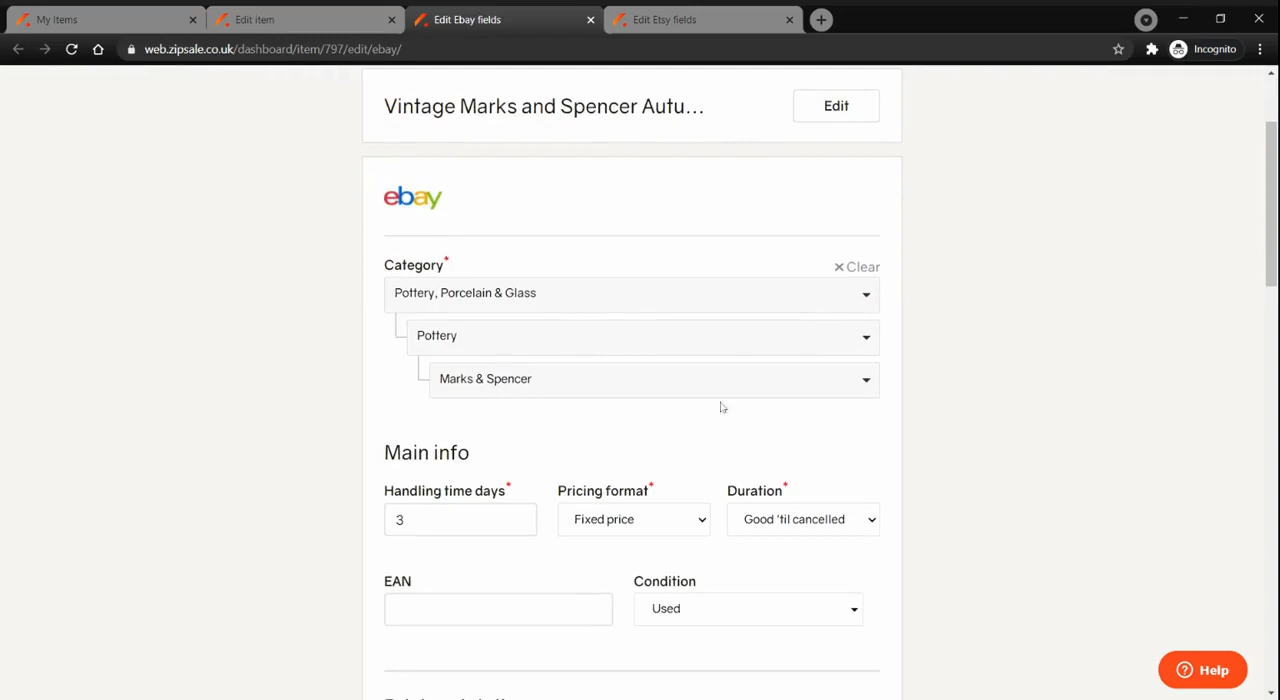 My Items
Edit item
Edit Ebay fields
Edit Etsy fields
web.zipsale.co.uk/dashboard/item/797/edit/ebay/
Incognito
Vintage Marks and Spencer Autu...
Edit
ebay
Category*
Clear
Pottery, Porcelain & Glass
Pottery
Marks & Spencer
Main info
Handling time days*
Pricing format*
Duration*
3
Fixed price
Good 'til cancelled
EAN
Condition
Used
Help